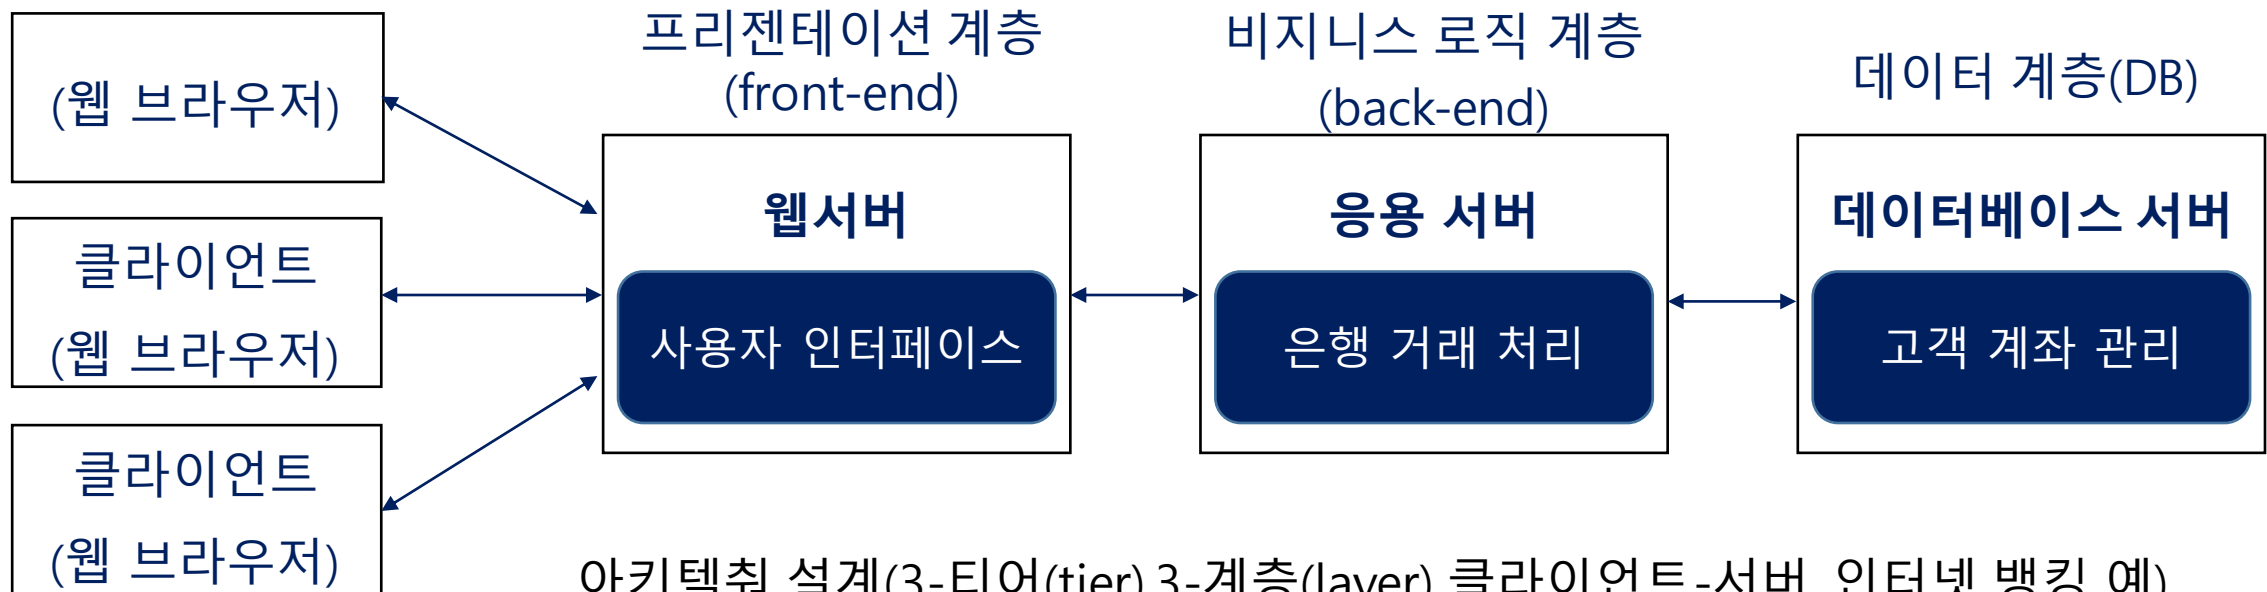 (웹 브라우저)
클라이언트
(웹 브라우저)
클라이언트
(웹 브라우저)
프리젠테이션 계층
(front-end)
웹서버
사용자 인터페이스
비지니스 로직 계층
(back-end)
응용 서버
은행 거래 처리
데이터 계층(DB)
데이터베이스 서버
고객 계좌 관리
아키텍춰 설계(3-티어(tier) 3-계층(layer) 클라이언트-서버, 인터넷 뱅킹 예)